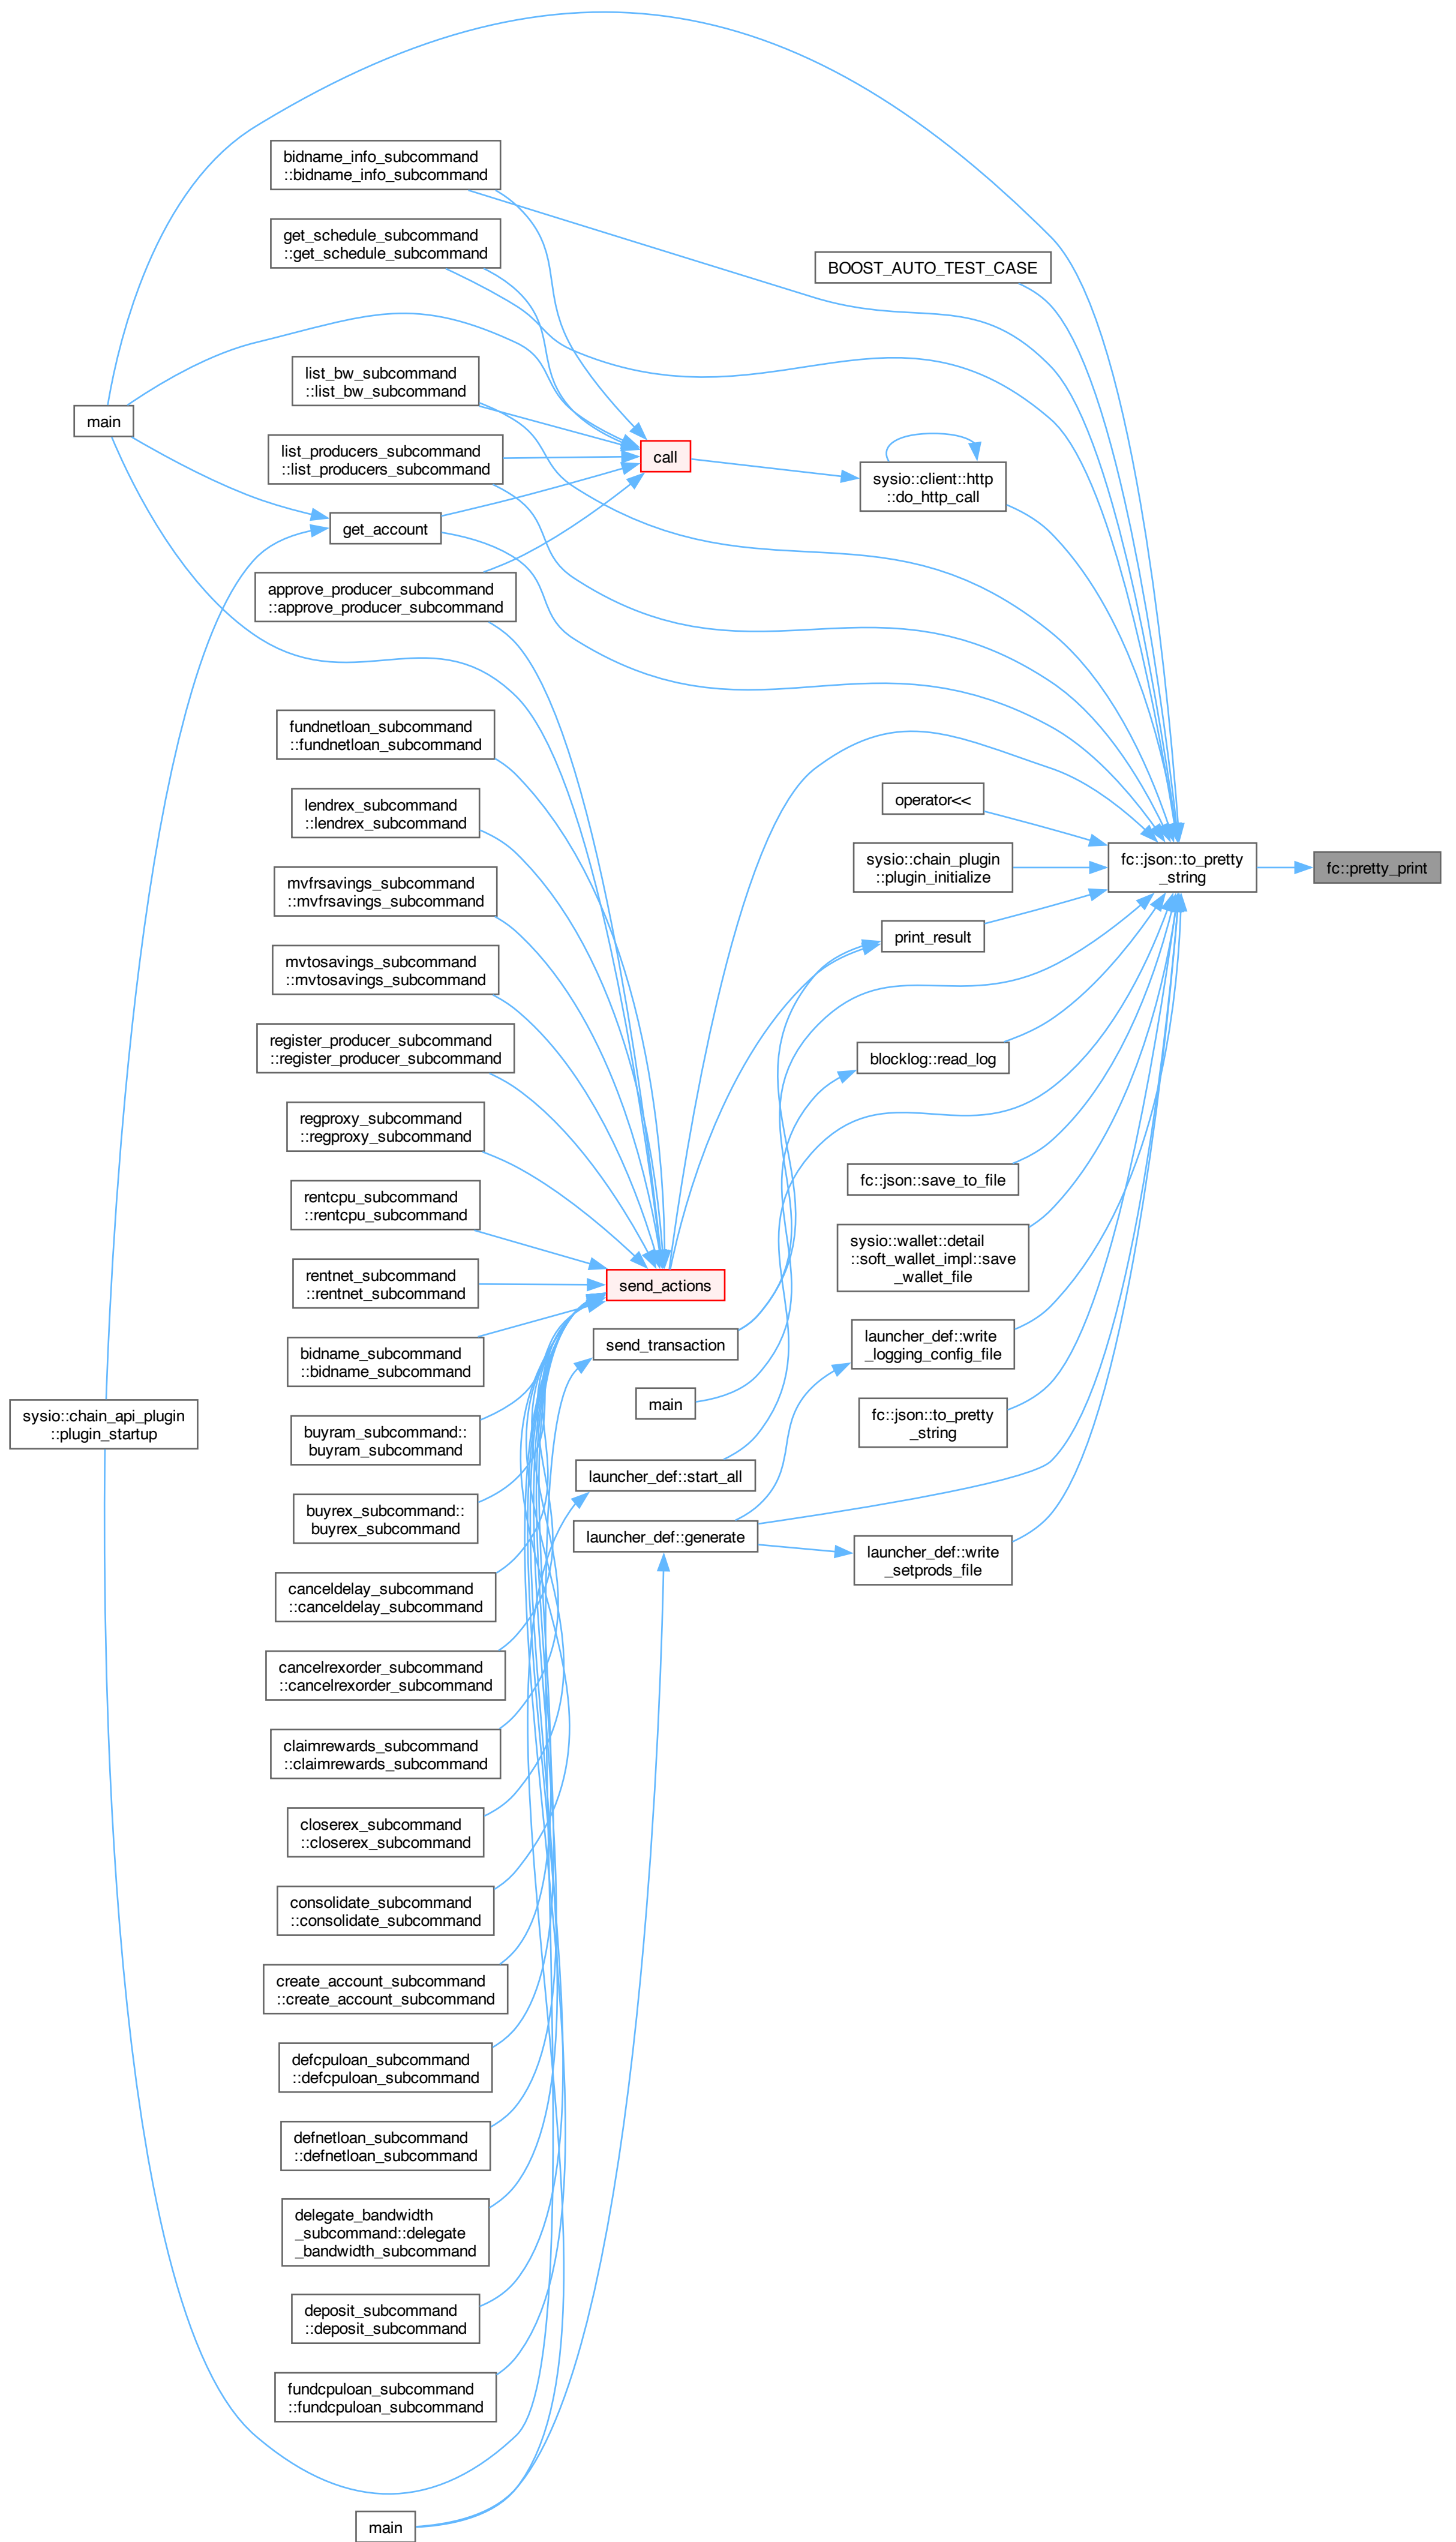 bidname_info_subcommand
::bidname_info_subcommand
get_schedule_subcommand
::get_schedule_subcommand
BOOST_AUTO_TEST_CASE
list_bw_subcommand
::list_bw_subcommand
main
list_producers_subcommand
::list_producers_subcommand
call
sysio::client::http
::do_http_call
get_account
approve_producer_subcommand
::approve_producer_subcommand
fundnetloan_subcommand
::fundnetloan_subcommand
lendrex_subcommand
::lendrex_subcommand
operator<<
mvfrsavings_subcommand
::mvfrsavings_subcommand
sysio::chain_plugin
::plugin_initialize
fc::json::to_pretty
_string
fc::pretty_print
print_result
mvtosavings_subcommand
::mvtosavings_subcommand
register_producer_subcommand
::register_producer_subcommand
blocklog::read_log
regproxy_subcommand
::regproxy_subcommand
rentcpu_subcommand
::rentcpu_subcommand
fc::json::save_to_file
rentnet_subcommand
::rentnet_subcommand
send_actions
sysio::wallet::detail
::soft_wallet_impl::save
_wallet_file
bidname_subcommand
::bidname_subcommand
send_transaction
launcher_def::write
_logging_config_file
sysio::chain_api_plugin
::plugin_startup
buyram_subcommand::
buyram_subcommand
main
fc::json::to_pretty
_string
launcher_def::start_all
buyrex_subcommand::
buyrex_subcommand
launcher_def::generate
launcher_def::write
_setprods_file
canceldelay_subcommand
::canceldelay_subcommand
cancelrexorder_subcommand
::cancelrexorder_subcommand
claimrewards_subcommand
::claimrewards_subcommand
closerex_subcommand
::closerex_subcommand
consolidate_subcommand
::consolidate_subcommand
create_account_subcommand
::create_account_subcommand
defcpuloan_subcommand
::defcpuloan_subcommand
defnetloan_subcommand
::defnetloan_subcommand
delegate_bandwidth
_subcommand::delegate
_bandwidth_subcommand
deposit_subcommand
::deposit_subcommand
fundcpuloan_subcommand
::fundcpuloan_subcommand
main